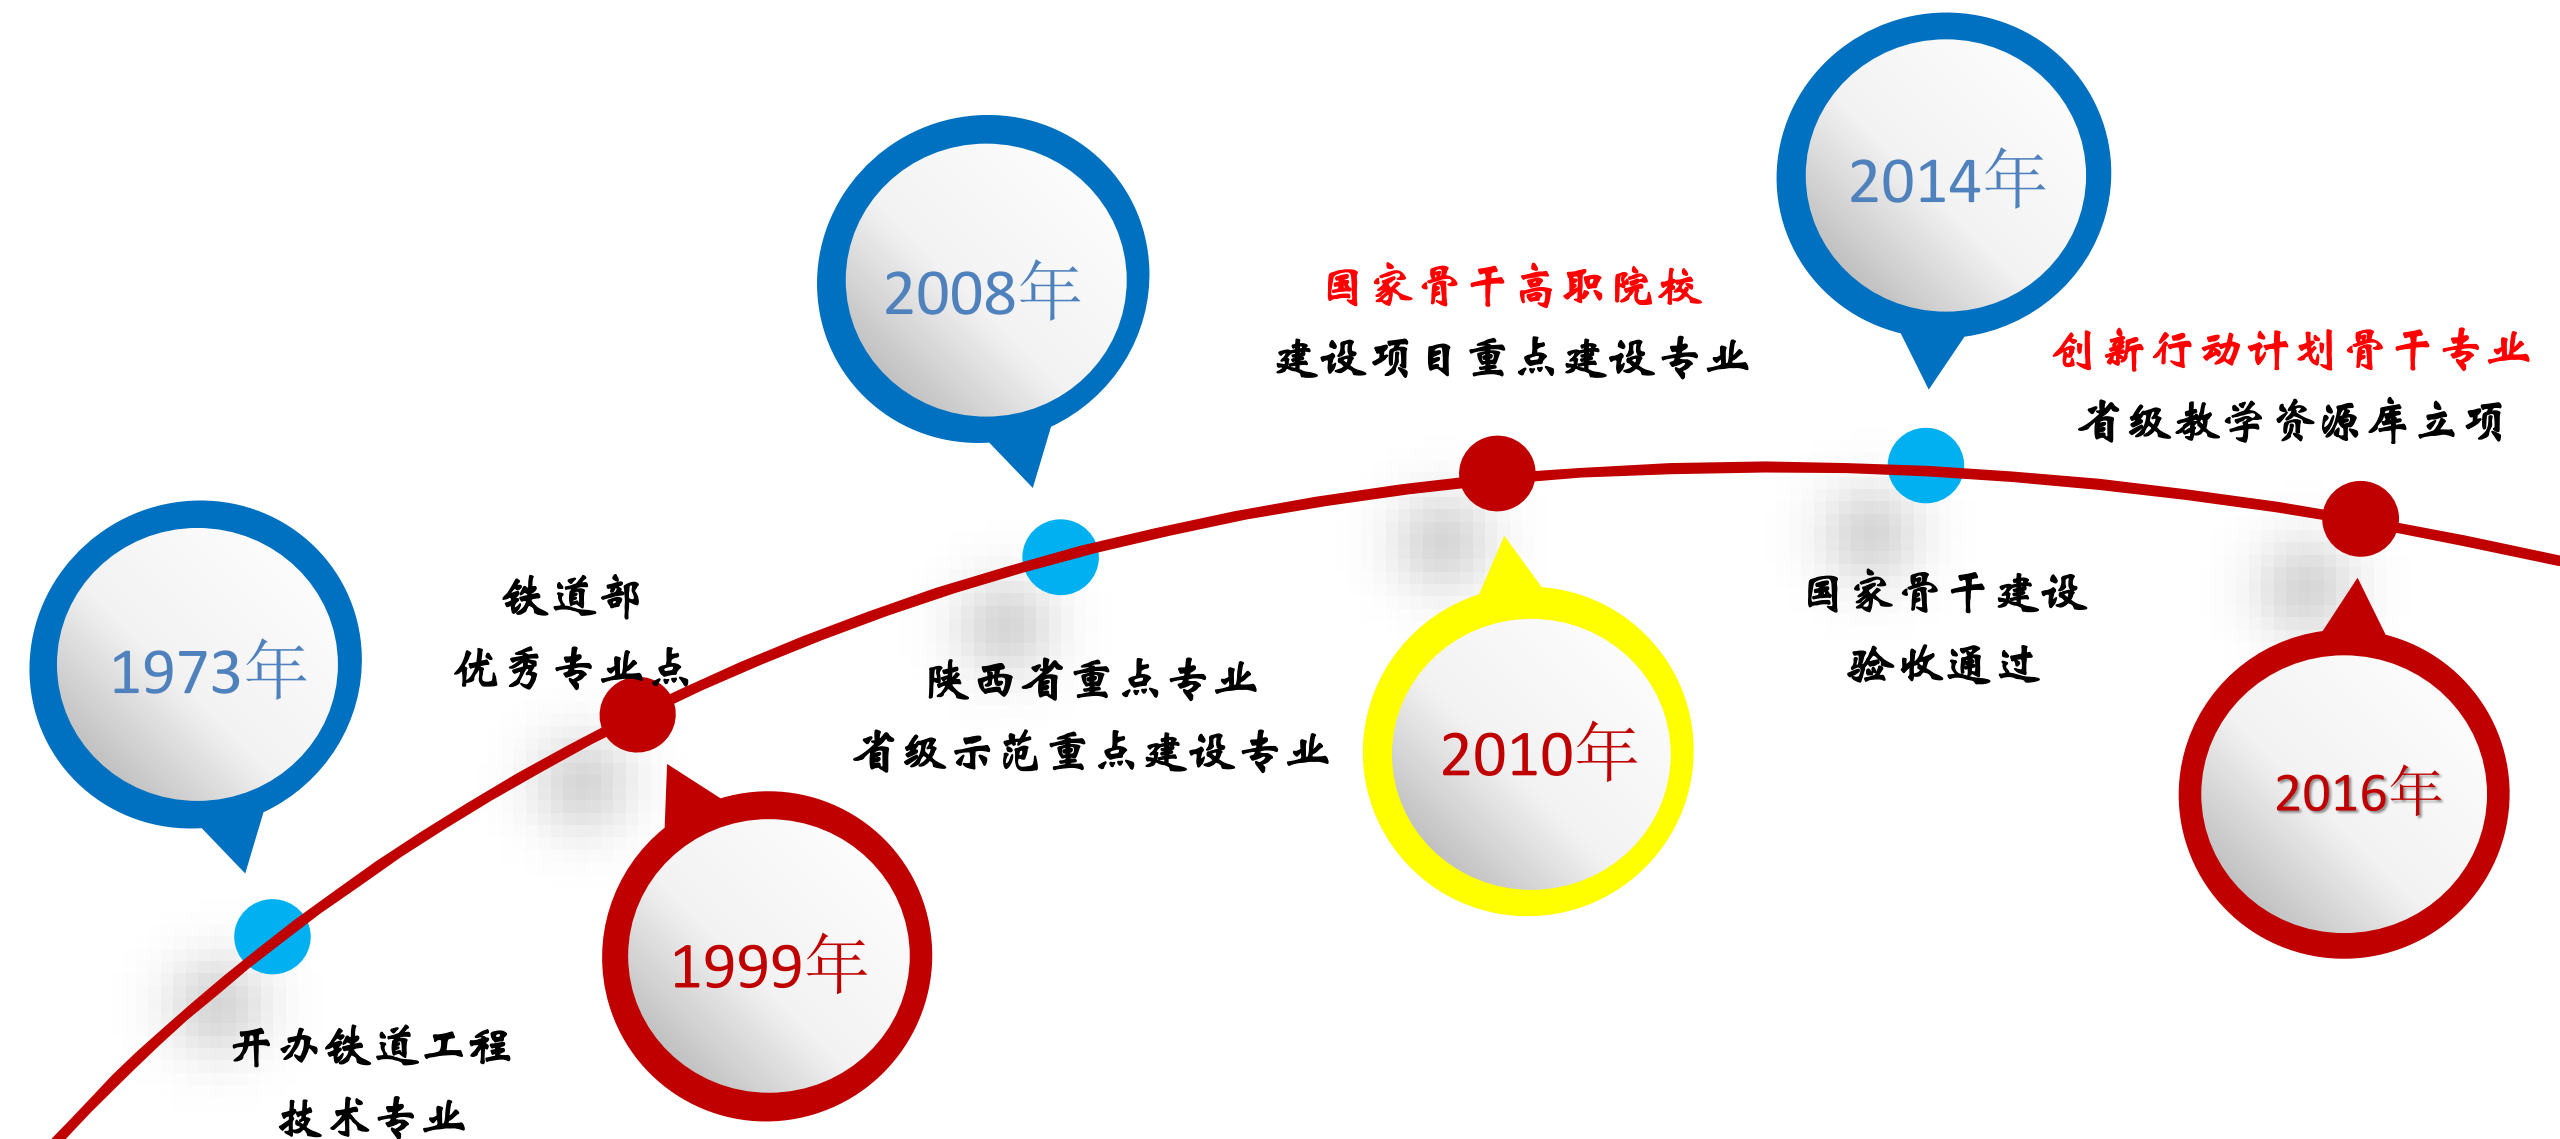 1973年
开办铁道工程
技术专业
铁道部
优秀专业点
1999年
2008年
陕西省重点专业
省级示范重点建设专业
国家骨干高职院校
建设项目重点建设专业
2010年
2014年
国家骨干建设
验收通过
创新行动计划骨干专业
省级教学资源库立项
2016年